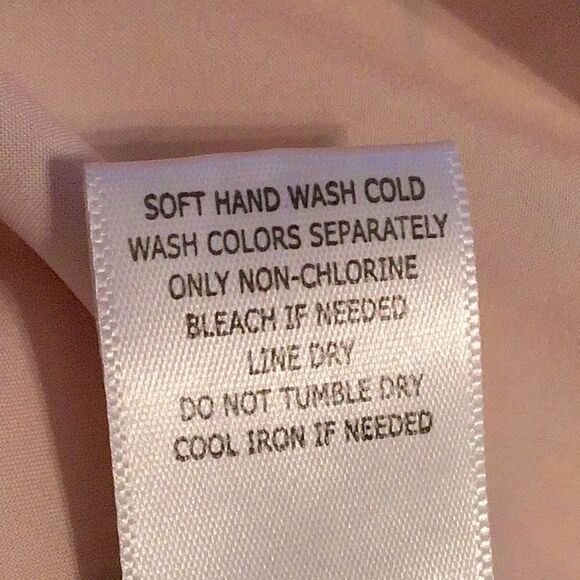 SOFT HAND WASH COLD
WASH COLORS SEPARATELY
ONLY NON-CHLORINE
BLEACH IF NEEDED
LINE DRY
DO NOT TUMBLE DRY
COOL IRON IF NEEDED